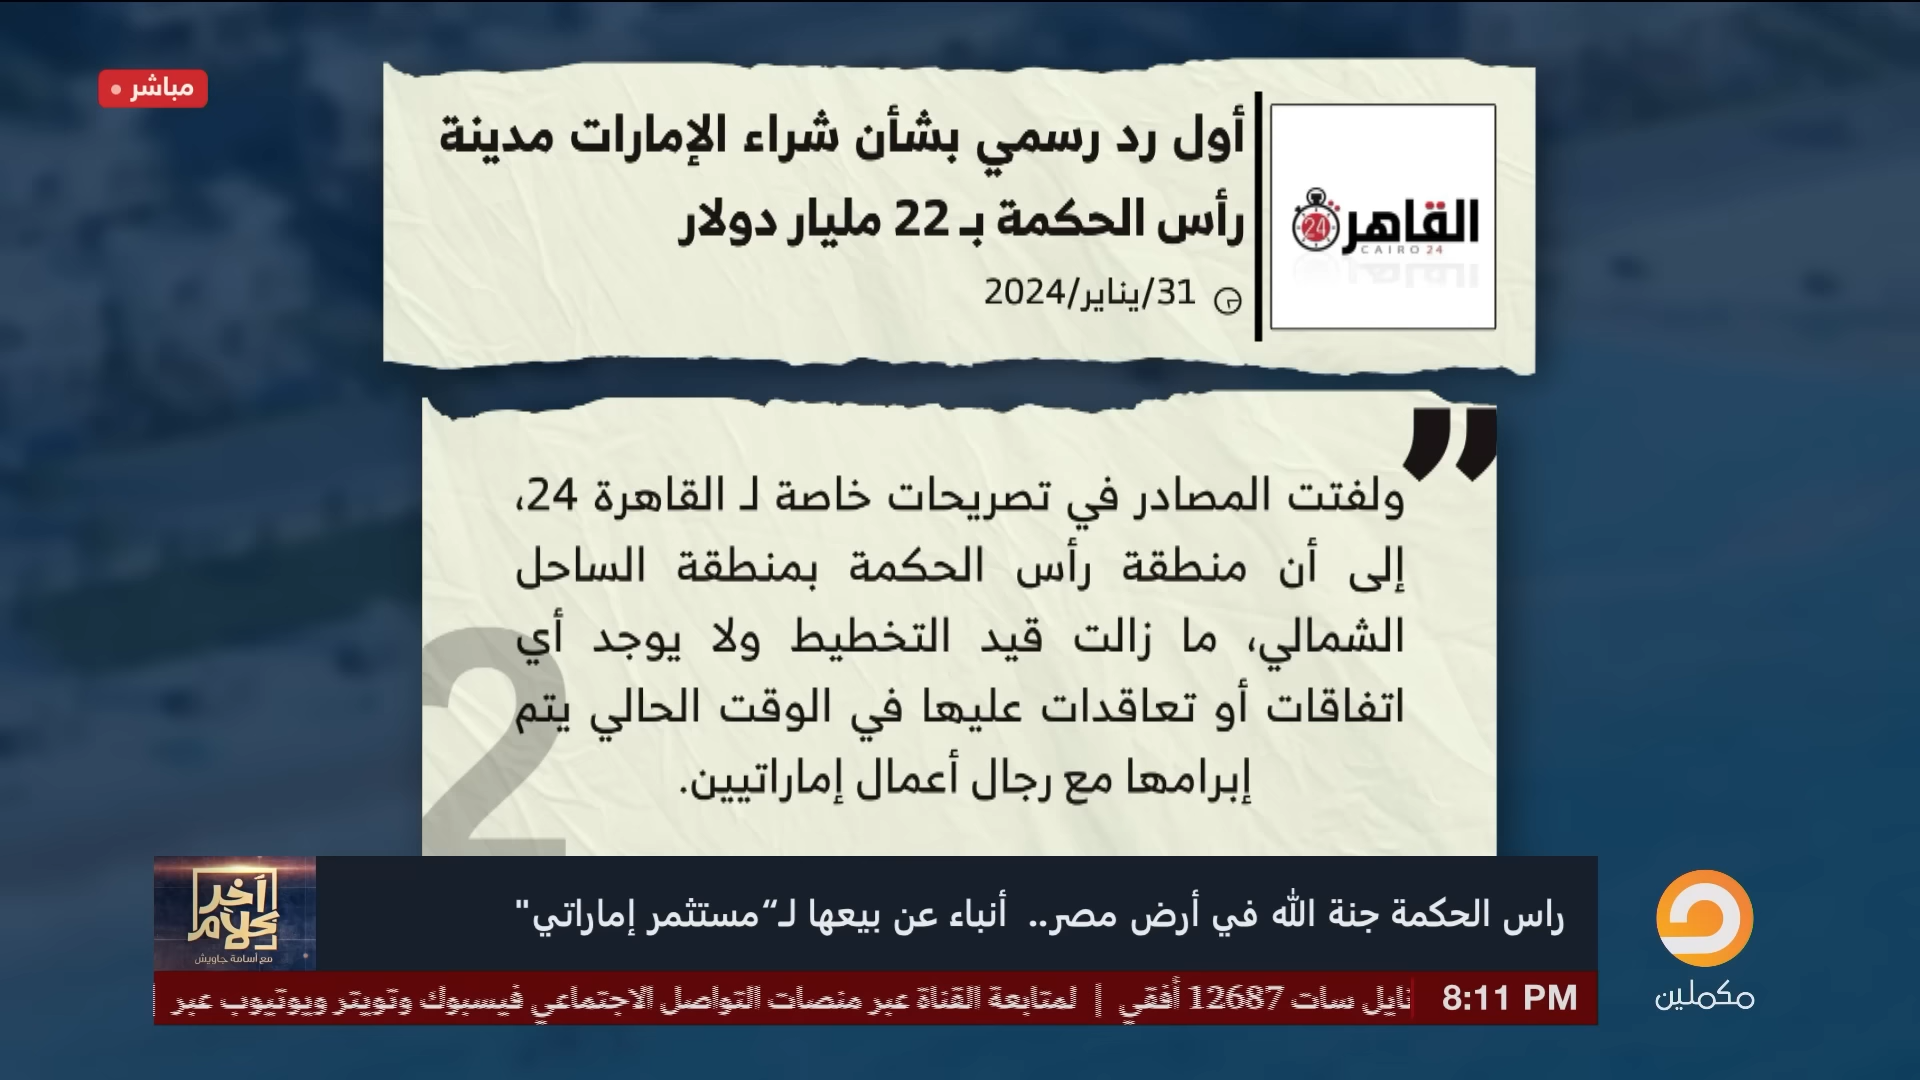 مباشر
أول رد رسمي بشأن شراء الإمارات مدينة
رأس الحكمة بـ 22 مليار دولار
31/يناير/2024
القاهر 24
CAIRO 24
ولفتت المصادر في تصريحات خاصة لـ القاهرة 24،
إلى أن منطقة رأس الحكمة بمنطقة الساحل
الشمالي، ما زالت قيد التخطيط ولا يوجد أي
اتفاقات أو تعاقدات عليها في الوقت الحالي يتم
إبرامها مع رجال أعمال إماراتيين.
2
راس الحكمة جنة الله في أرض مصر.. أنباء عن بيعها لـ“مستثمر إماراتي"
آخر
كلام
مع أسامة جاويش
8:11 PM
نايل سات 12687 أفقي | لمتابعة القناة عبر منصات التواصل الاجتماعي فيسبوك وتويتر ويوتيوب عبر
مكملين